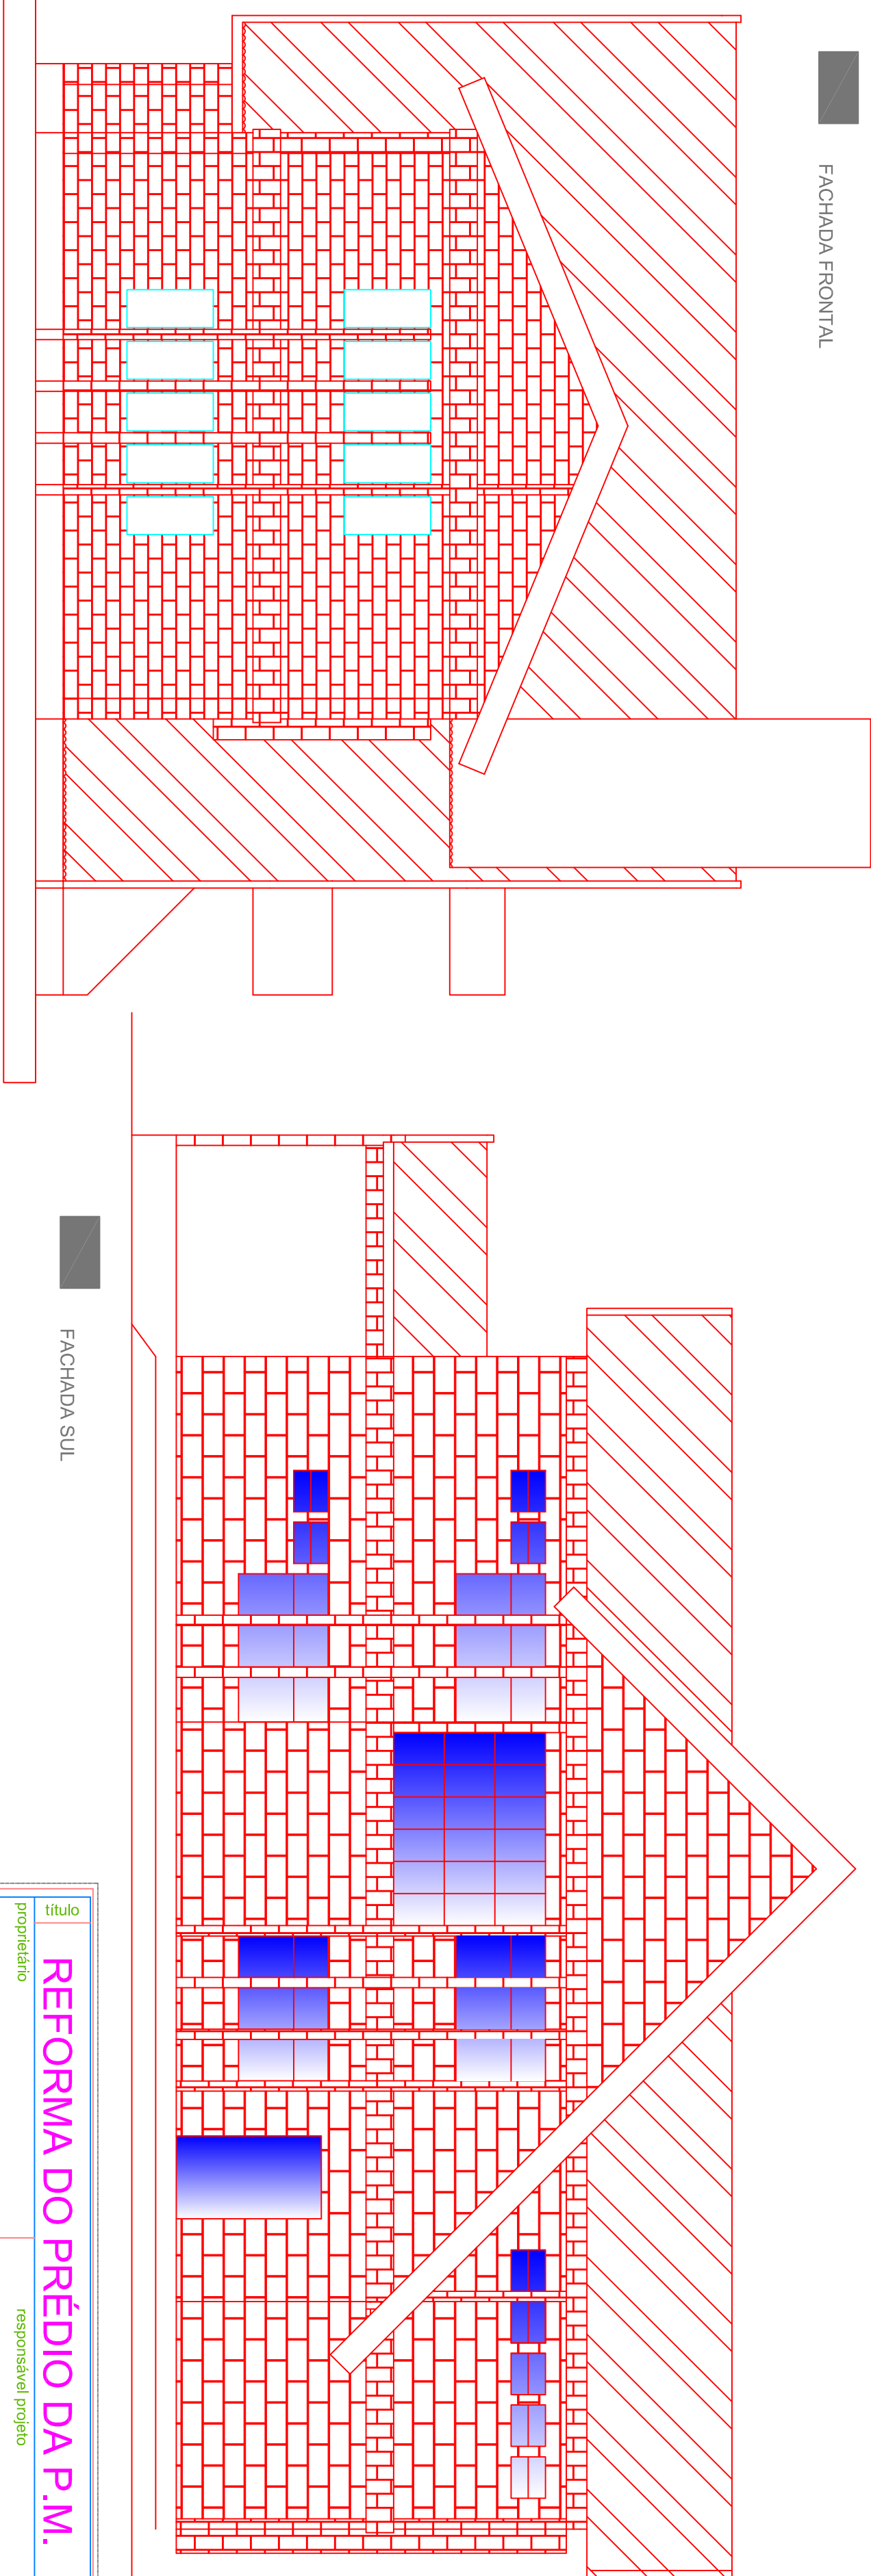 FACHADA FRONTAL
FACHADA SUL
título
REFORMA DO PRÉDIO DA P.M.
proprietário
responsável projeto